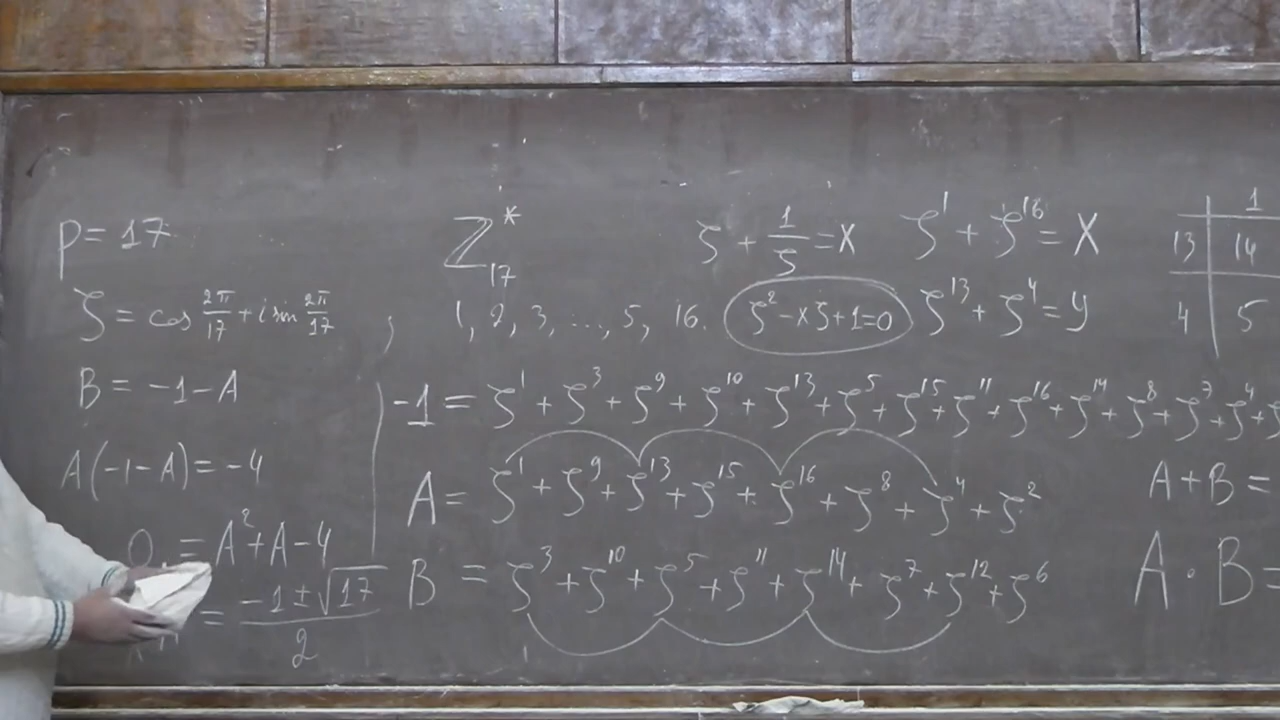 p = 17
ζ = cos 2π/17 + i sin 2π/17 ;
B = -1 - A
A(-1-A) = -4
0 = A² + A - 4
= (-1 ± √17)/2
Z*₁₇
1, 2, 3, ..., 5, 16.
ζ + 1/ζ = X
ζ² - xζ + 1 = 0
ζ¹ + ζ¹⁶ = X
ζ¹³ + ζ⁴ = y
1
13 | 14
4 | 5
-1 = ζ¹ + ζ³ + ζ⁹ + ζ¹⁰ + ζ¹³ + ζ⁵ + ζ¹⁵ + ζ¹¹ + ζ¹⁶ + ζ¹⁴ + ζ⁸ + ζ⁷ + ζ⁴ +
A = ζ¹ + ζ⁹ + ζ¹³ + ζ¹⁵ + ζ¹⁶ + ζ⁸ + ζ⁴ + ζ²
B = ζ³ + ζ¹⁰ + ζ⁵ + ζ¹¹ + ζ¹⁴ + ζ⁷ + ζ¹² + ζ⁶
A + B =
A · B =